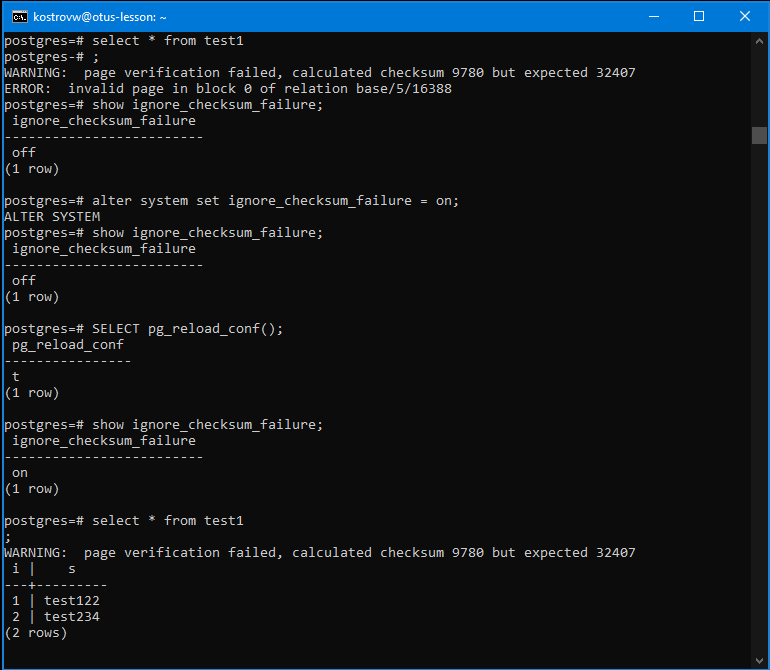 kostrovw@otus-lesson: ~
postgres=# select * from test1
postgres-# ;
WARNING:  page verification failed, calculated checksum 9780 but expected 32407
ERROR:  invalid page in block 0 of relation base/5/16388
postgres=# show ignore_checksum_failure;
 ignore_checksum_failure
-------------------------
 off
(1 row)

postgres=# alter system set ignore_checksum_failure = on;
ALTER SYSTEM
postgres=# show ignore_checksum_failure;
 ignore_checksum_failure
-------------------------
 off
(1 row)

postgres=# SELECT pg_reload_conf();
 pg_reload_conf
----------------
 t
(1 row)

postgres=# show ignore_checksum_failure;
 ignore_checksum_failure
-------------------------
 on
(1 row)

postgres=# select * from test1
;
WARNING:  page verification failed, calculated checksum 9780 but expected 32407
 i |    s
---+---------
 1 | test122
 2 | test234
(2 rows)